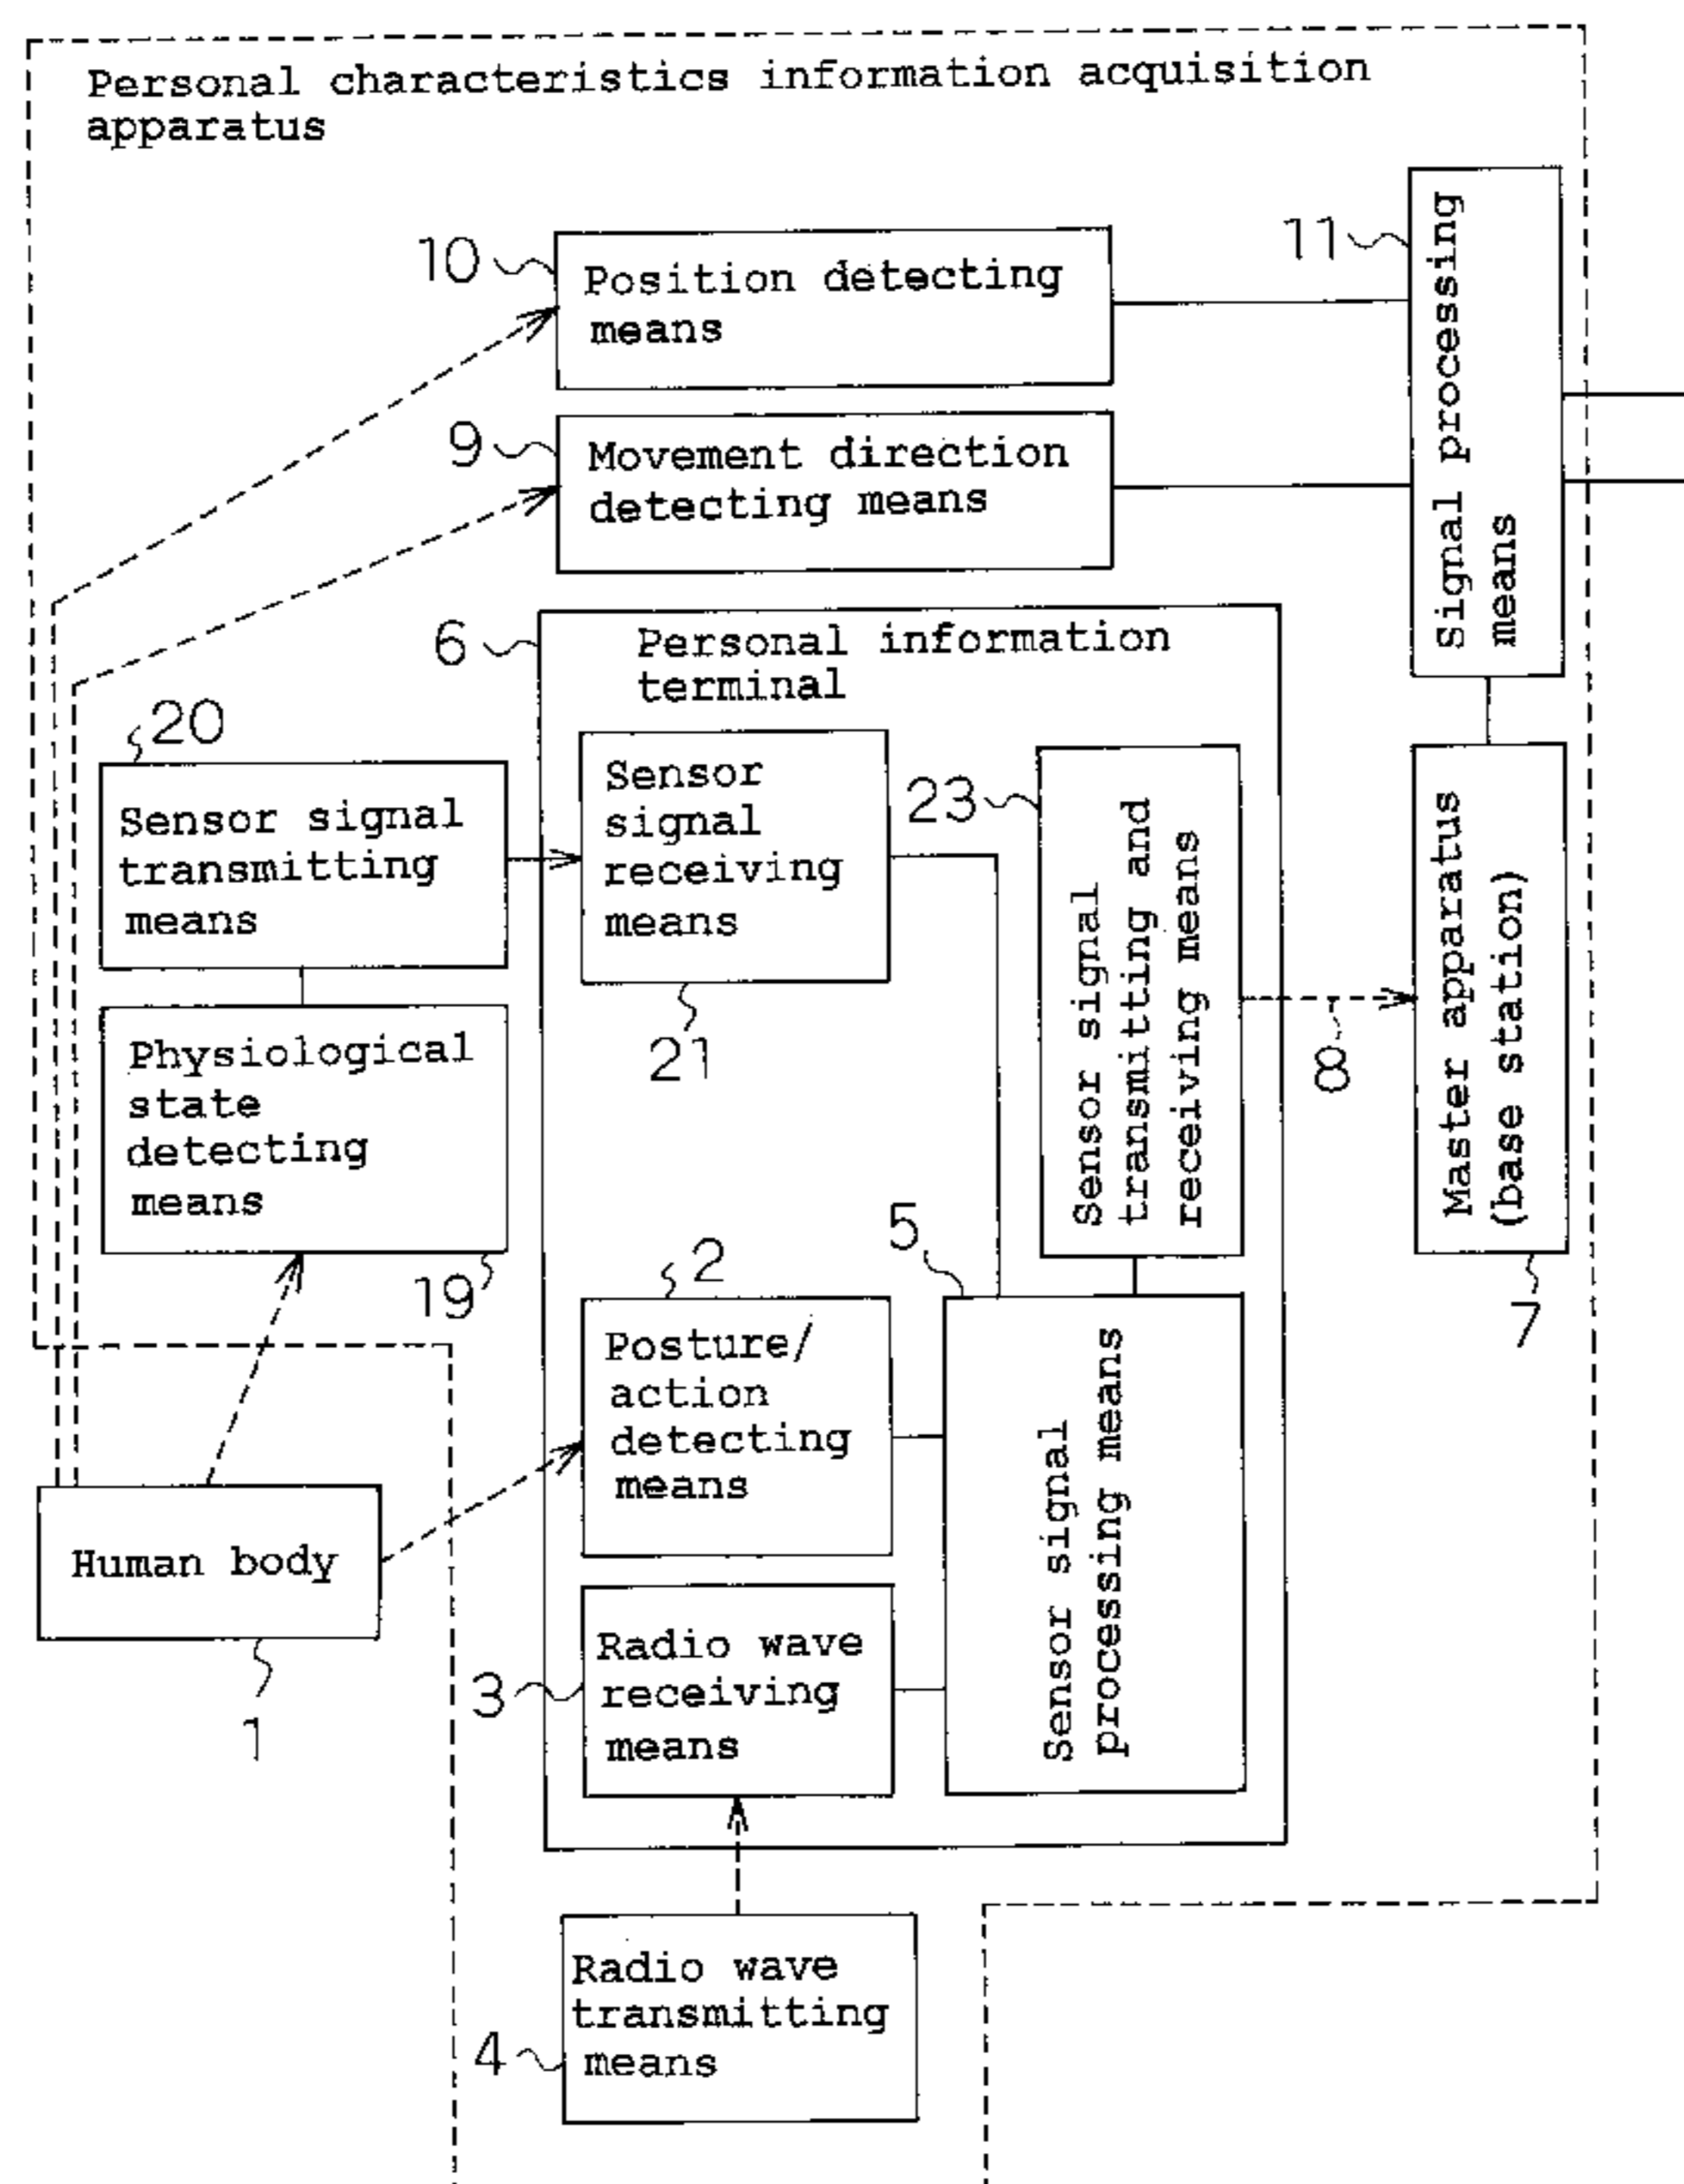 Personal characteristics information acquisition
apparatus
10
Position detecting
means
11
Signal processing
means
9
Movement direction
detecting means
6
Personal information
terminal
20
Sensor signal
transmitting
means
Sensor
signal
receiving
means
21
23
Sensor signal
transmitting and
receiving means
8
Master apparatus
(base station)
7
Physiological
state
detecting
means
19
2
Posture/
action
detecting
means
5
Sensor signal
processing means
Human body
1
3
Radio wave
receiving
means
4
Radio wave
transmitting
means